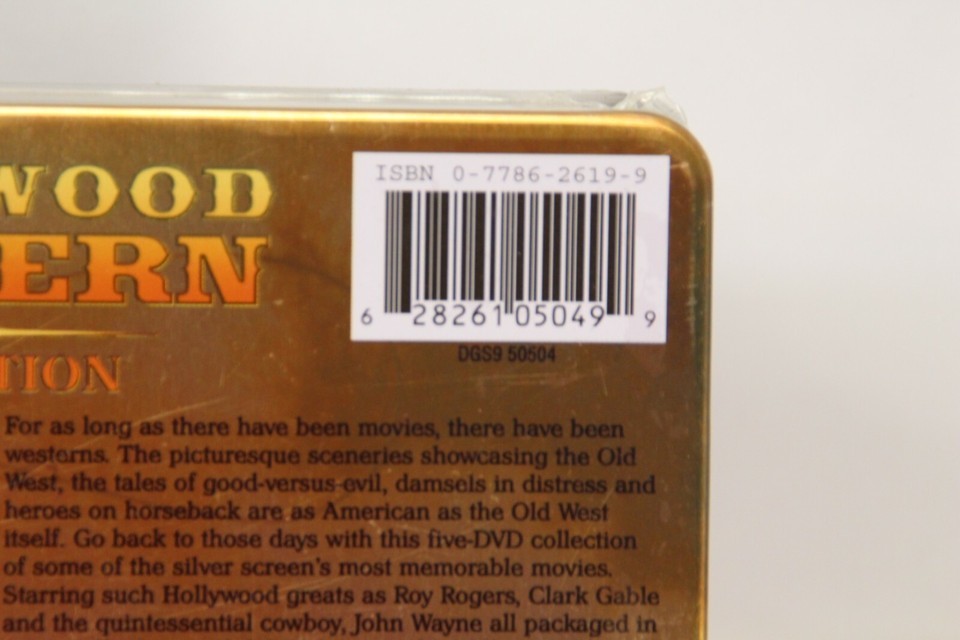 ISBN 0-7786-2619-9
6 28261 05049 9
DGS9 50504
WOOD
ERN
TION
For as long as there have been movies, there have been
westerns. The picturesque sceneries showcasing the Old
West, the tales of good-versus-evil, damsels in distress and
heroes on horseback are as American as the Old West
itself. Go back to those days with this five-DVD collection
of some of the silver screen's most memorable movies.
Starring such Hollywood greats as Roy Rogers, Clark Gable
and the quintessential cowboy, John Wayne all packaged in